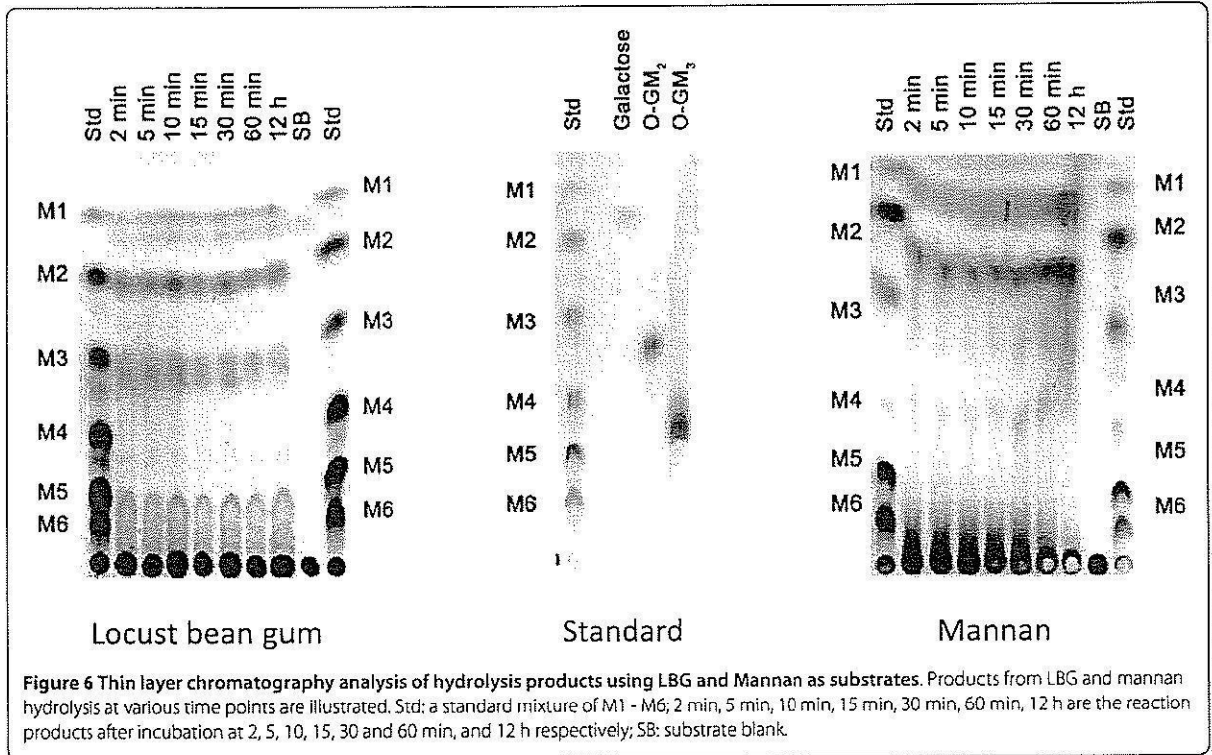 Std 2 min 5 min 10 min 15 min 30 min 60 min 12 h SB Std
M1
M2
M3
M4
M5
M6
M1
M2
M3
M4
M5
M6
Locust bean gum
Std Galactose O-GM₂ O-GM₃
M1
M2
M3
M4
M5
M6
Standard
Std 2 min 5 min 10 min 15 min 30 min 60 min 12 h SB Std
M1
M2
M3
M4
M5
M6
M1
M2
M3
M4
M5
M6
Mannan
Figure 6 Thin layer chromatography analysis of hydrolysis products using LBG and Mannan as substrates. Products from LBG and mannan
hydrolysis at various time points are illustrated. Std: a standard mixture of M1 - M6; 2 min, 5 min, 10 min, 15 min, 30 min, 60 min, 12 h are the reaction
products after incubation at 2, 5, 10, 15, 30 and 60 min, and 12 h respectively; SB: substrate blank.